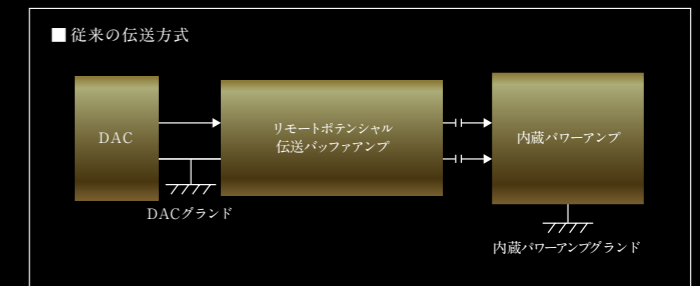 ■ 従来の伝送方式
DAC
リモートポテンシャル
伝送バッファアンプ
内蔵パワーアンプ
DACグランド
内蔵パワーアンプグランド